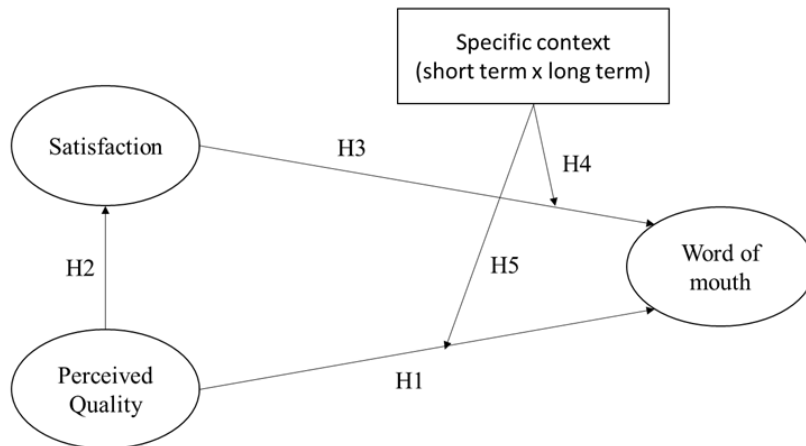 Specific context
(short term x long term)
Satisfaction
H3
H4
H2
H5
Word of
mouth
Perceived
Quality
H1